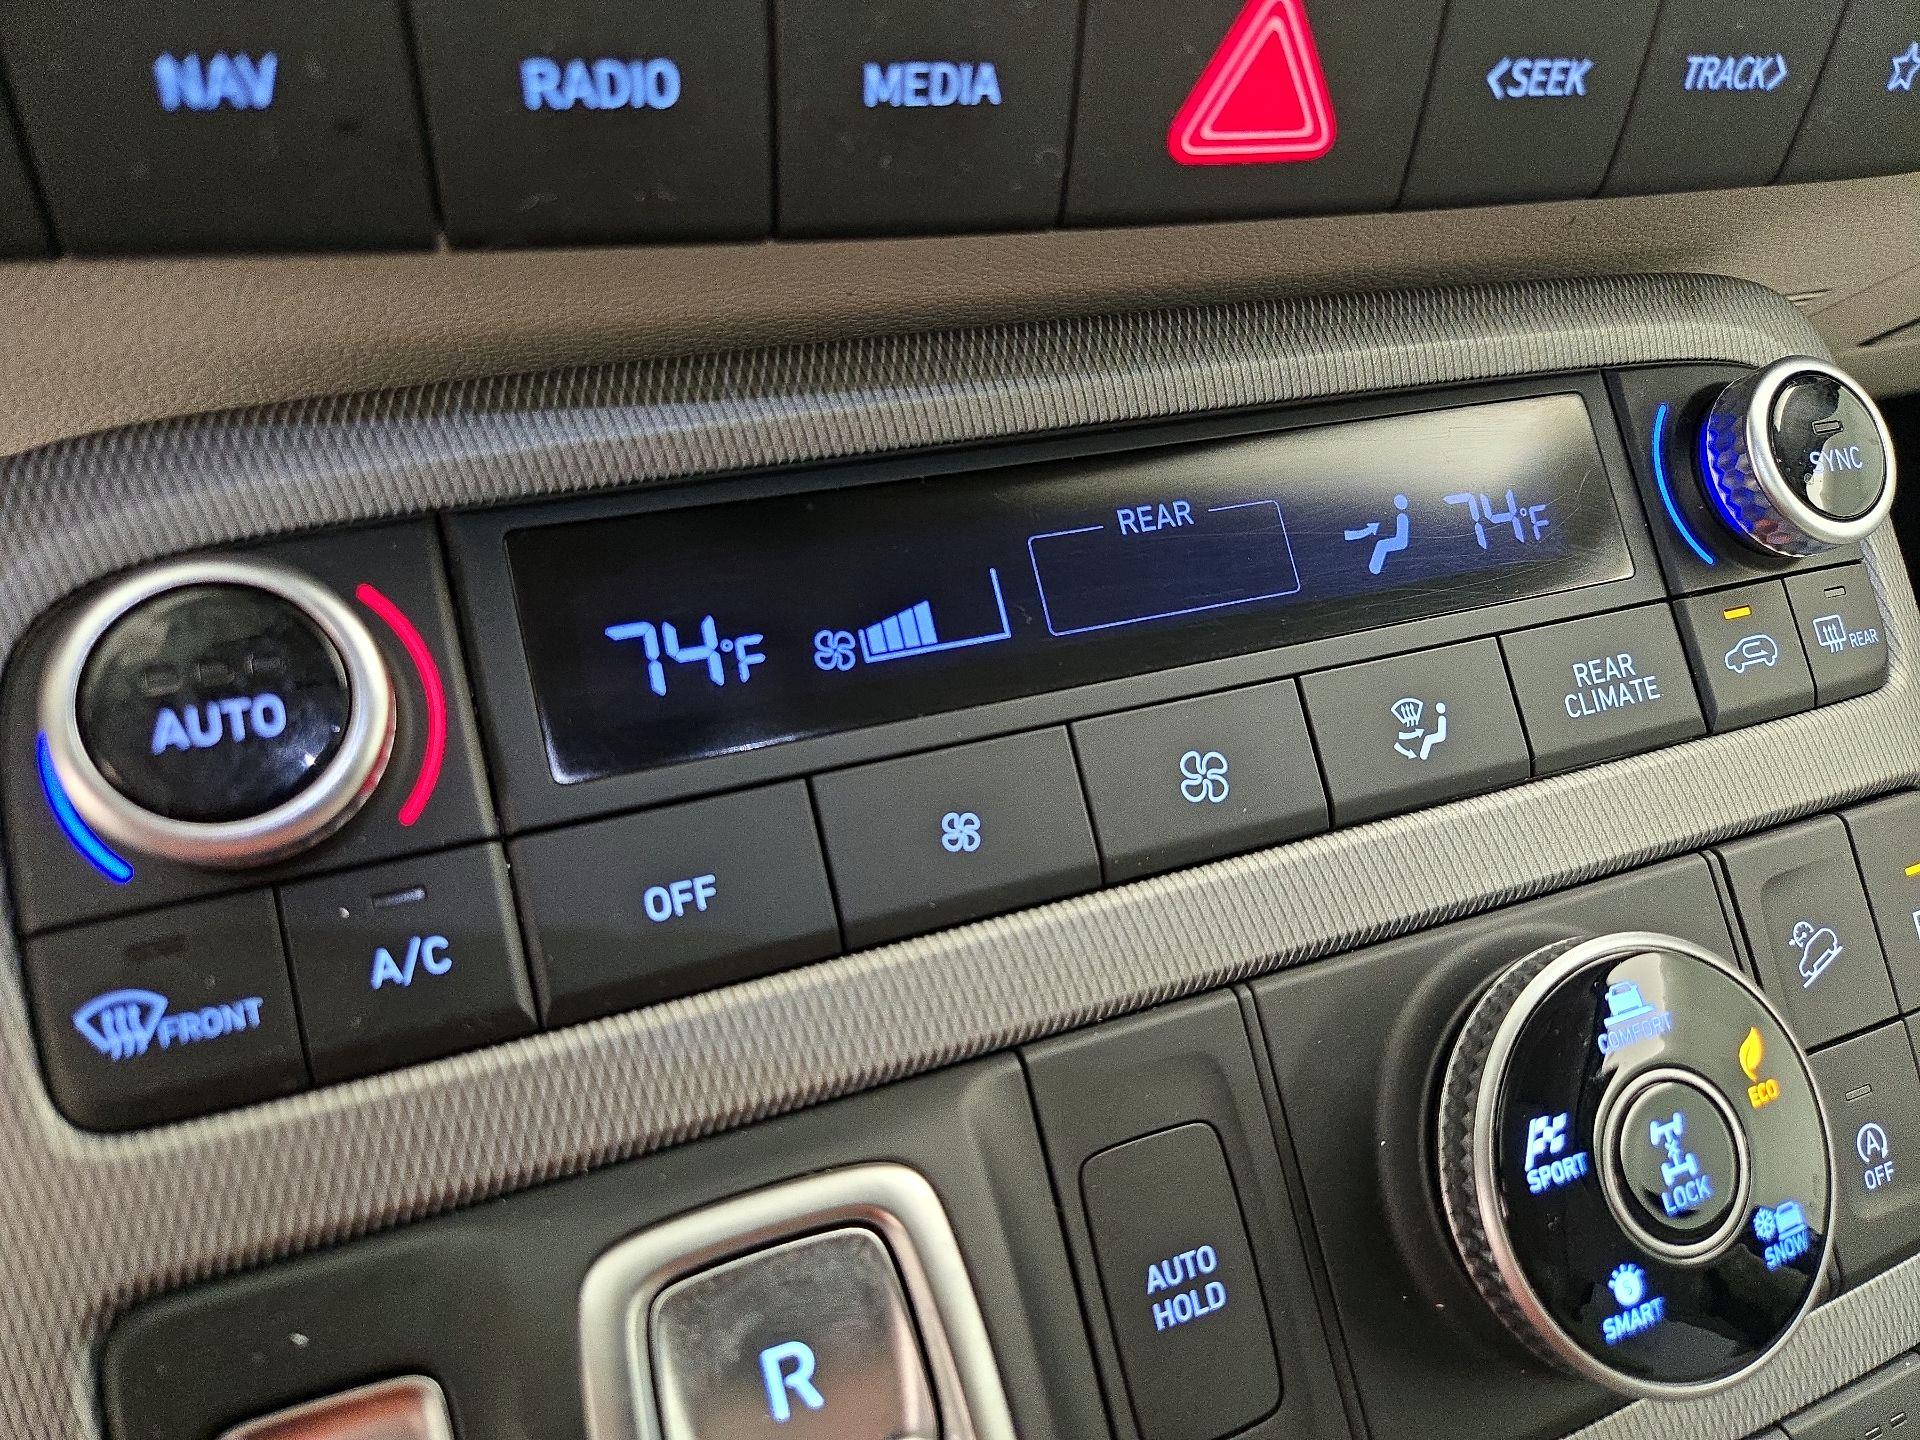 NAV
RADIO
MEDIA
<SEEK
TRACK>
REAR
74°F
74°F
SYNC
AUTO
REAR
REAR
CLIMATE
OFF
A/C
FRONT
COMFORT
ECO
SPORT
LOCK
SNOW
SMART
A
OFF
AUTO
HOLD
R